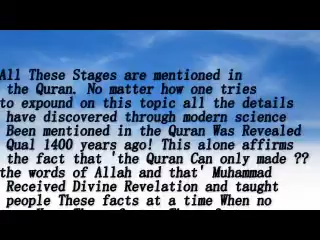 All These Stages are mentioned in
the Quran. No matter how one tries
to expound on this topic all the details
have discovered through modern science
Been mentioned in the Quran Was Revealed
Qual 1400 years ago! This alone affirms
the fact that 'the Quran Can only made ??
the words of Allah and that' Muhammad
Received Divine Revelation and taught
people These facts at a time When no